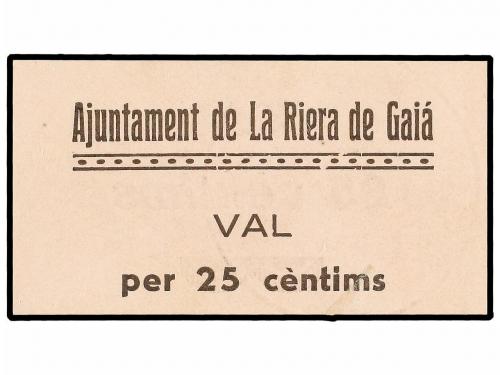 Ajuntament de La Riera de Gaiá
VAL
per 25 cèntims